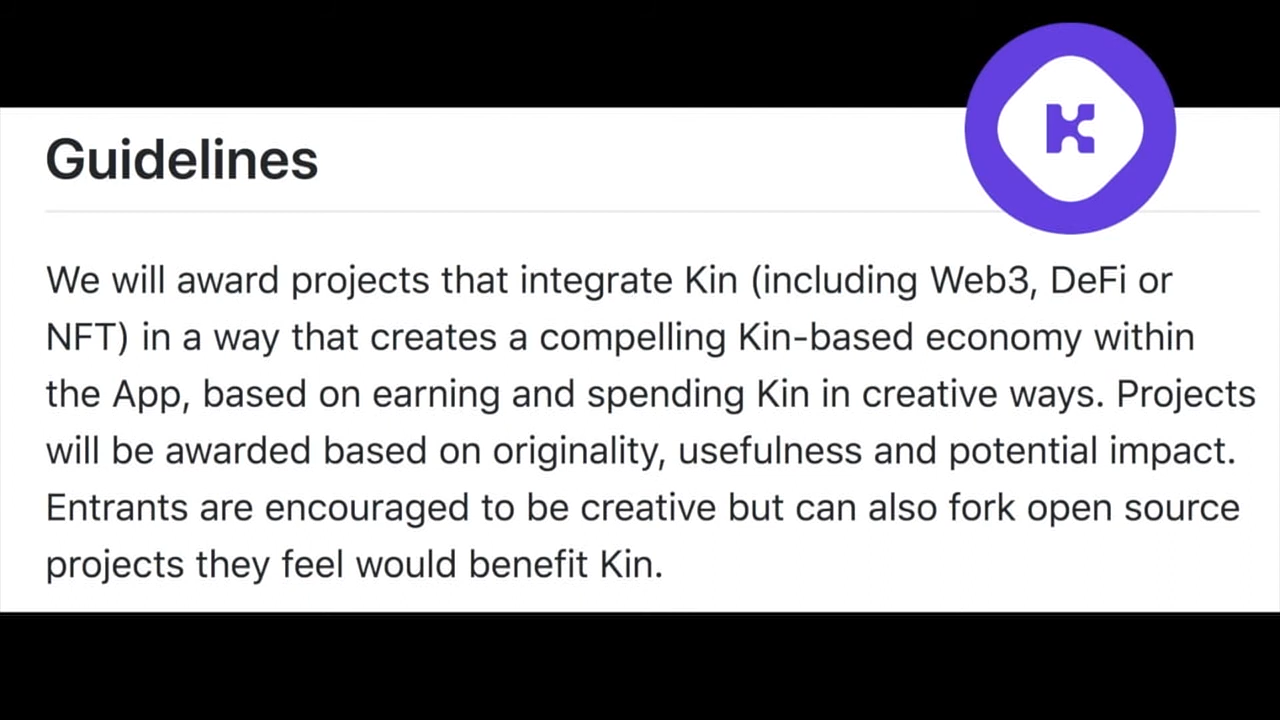 Guidelines
We will award projects that integrate Kin (including Web3, DeFi or
NFT) in a way that creates a compelling Kin-based economy within
the App, based on earning and spending Kin in creative ways. Projects
will be awarded based on originality, usefulness and potential impact.
Entrants are encouraged to be creative but can also fork open source
projects they feel would benefit Kin.